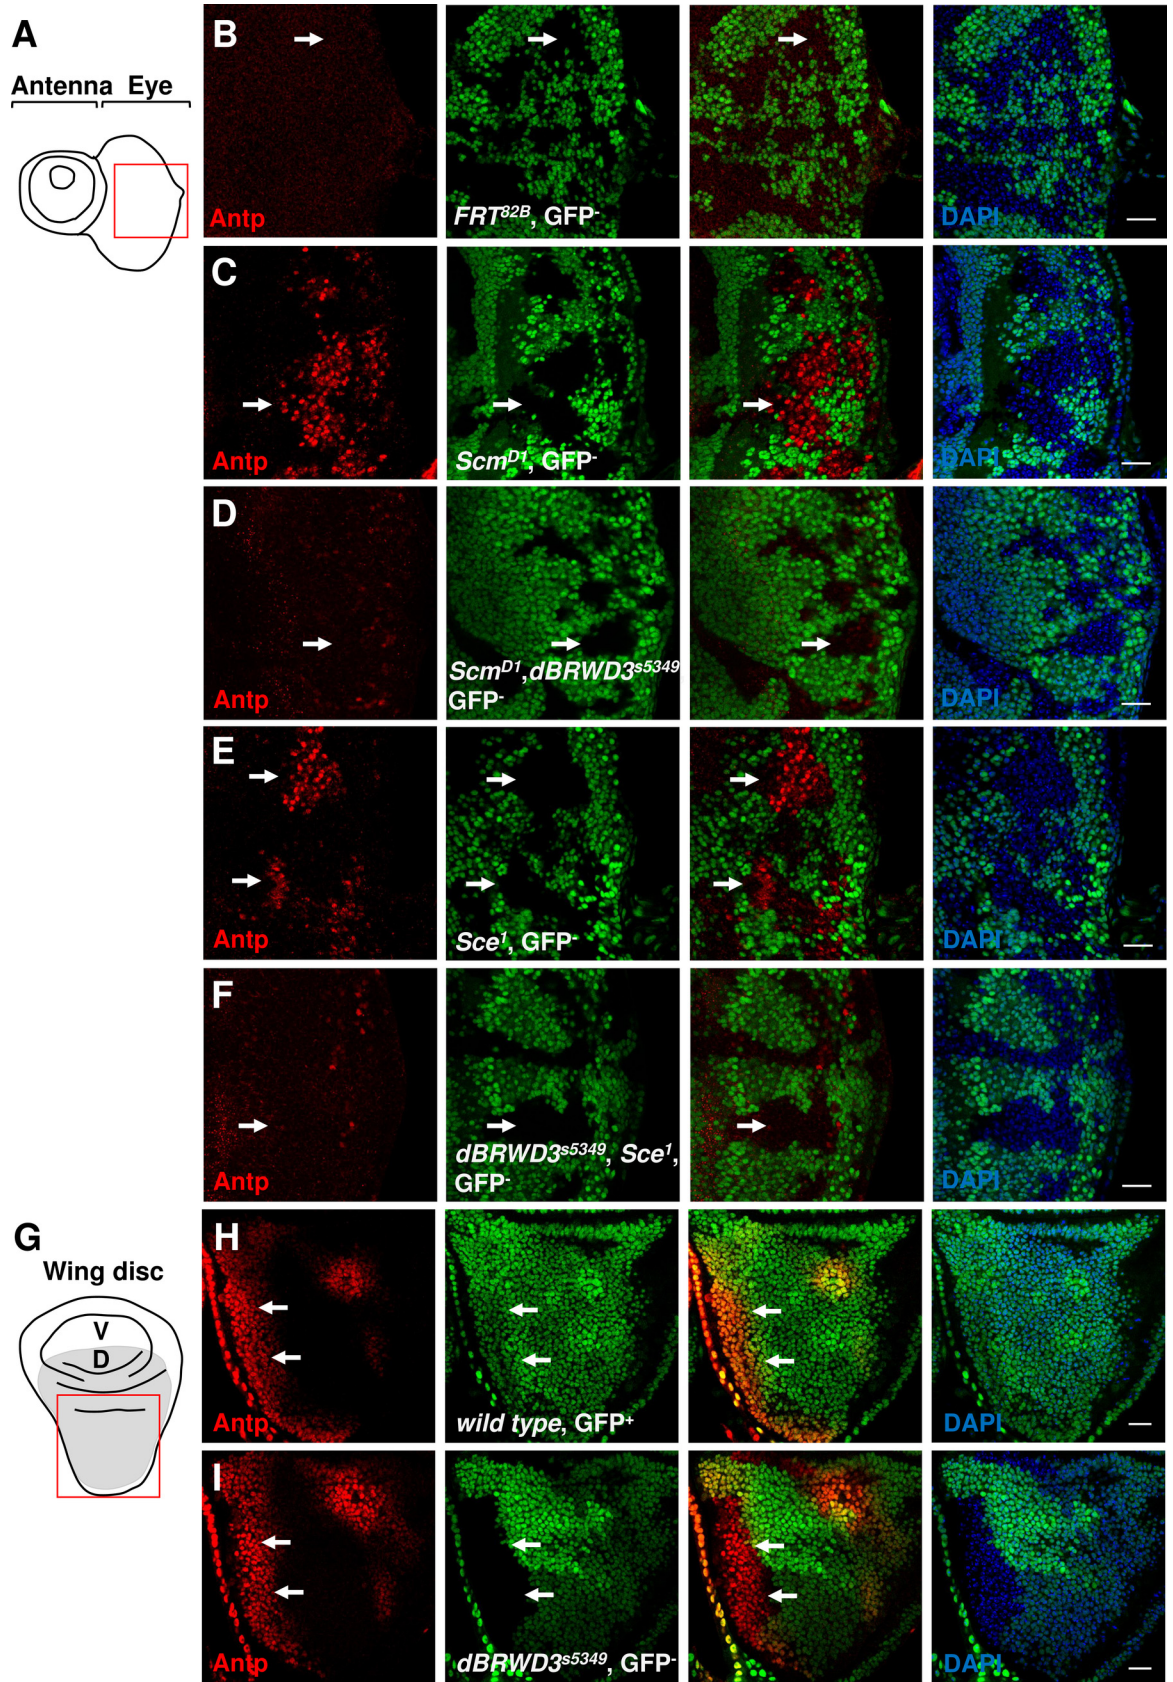 A
Antenna Eye
B
Antp
FRT⁸²ᴮ, GFP⁻
DAPI
C
Antp
Scmᴰ¹, GFP⁻
DAPI
D
Antp
Scmᴰ¹,dBRWD3ˢ⁵³⁴⁹
GFP⁻
DAPI
E
Antp
Sce¹, GFP⁻
DAPI
F
Antp
dBRWD3ˢ⁵³⁴⁹, Sce¹,
GFP⁻
DAPI
G
Wing disc
V
D
H
Antp
wild type, GFP⁺
DAPI
I
Antp
dBRWD3ˢ⁵³⁴⁹, GFP⁻
DAPI